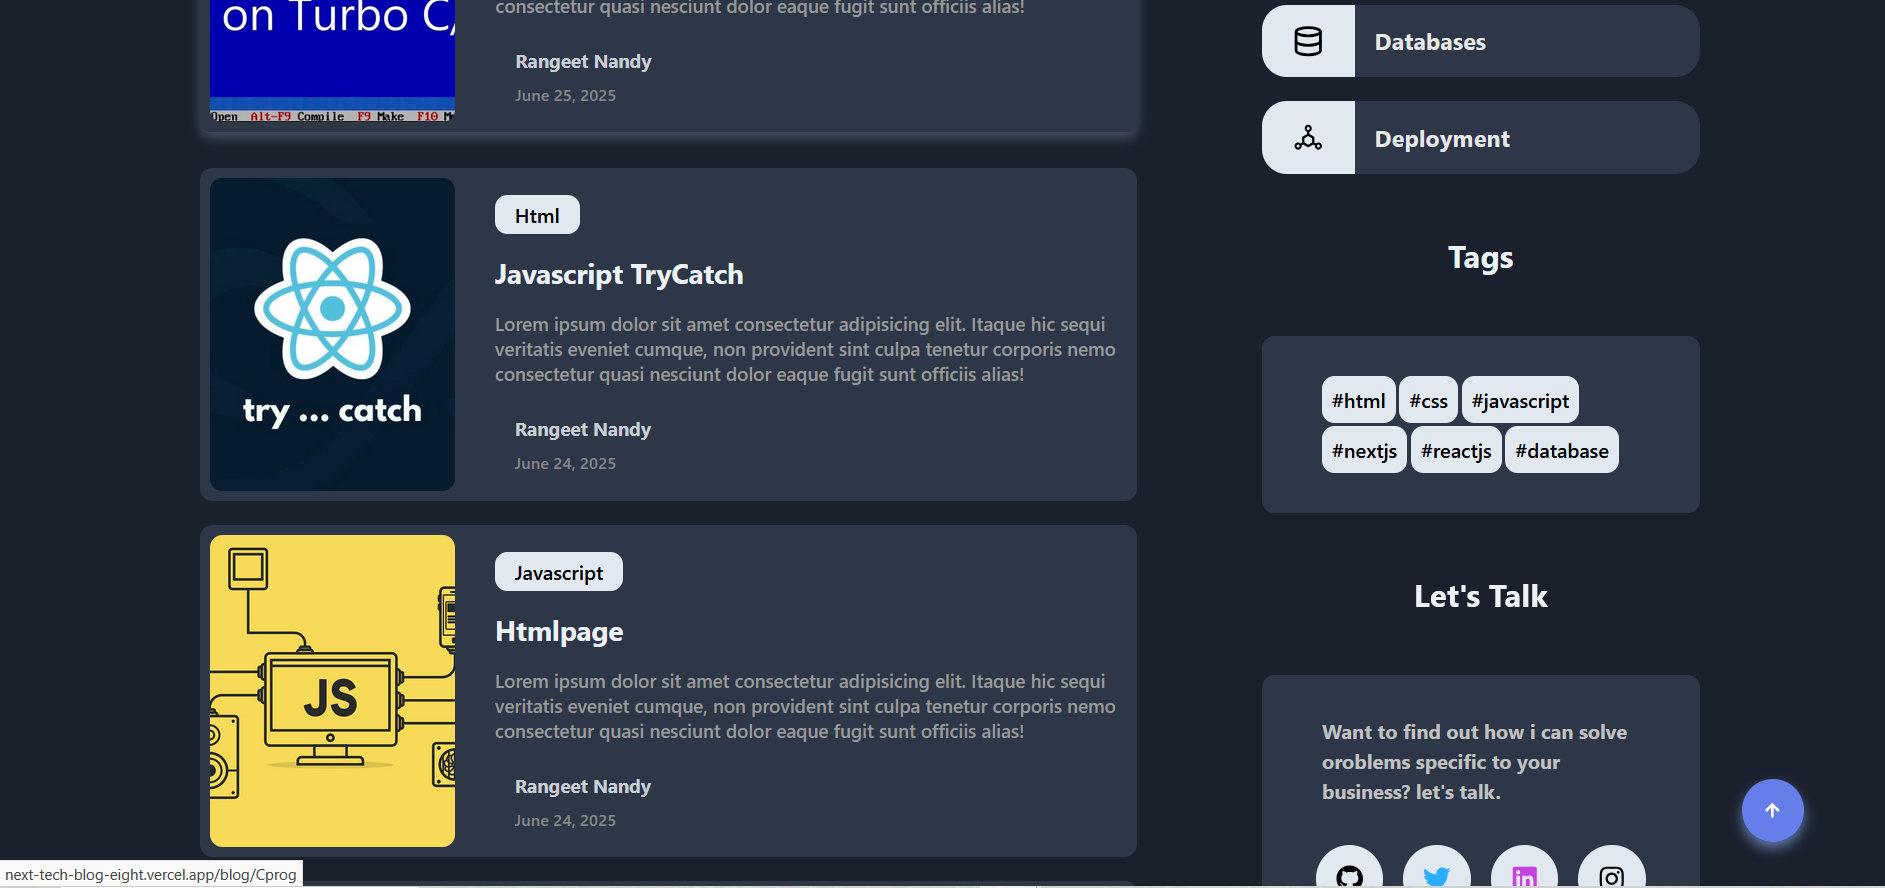 on Turbo C/
Open Alt-F9 Compile F9 Make F10
consectetur quasi nesciunt dolor eaque fugit sunt officiis alias!
Rangeet Nandy
June 25, 2025
try ... catch
Html
Javascript TryCatch
Lorem ipsum dolor sit amet consectetur adipisicing elit. Itaque hic sequi
veritatis eveniet cumque, non provident sint culpa tenetur corporis nemo
consectetur quasi nesciunt dolor eaque fugit sunt officiis alias!
Rangeet Nandy
June 24, 2025
JS
Javascript
Htmlpage
Lorem ipsum dolor sit amet consectetur adipisicing elit. Itaque hic sequi
veritatis eveniet cumque, non provident sint culpa tenetur corporis nemo
consectetur quasi nesciunt dolor eaque fugit sunt officiis alias!
Rangeet Nandy
June 24, 2025
Databases
Deployment
Tags
#html #css #javascript
#nextjs #reactjs #database
Let's Talk
Want to find out how i can solve
oroblems specific to your
business? let's talk.
in
next-tech-blog-eight.vercel.app/blog/Cprog